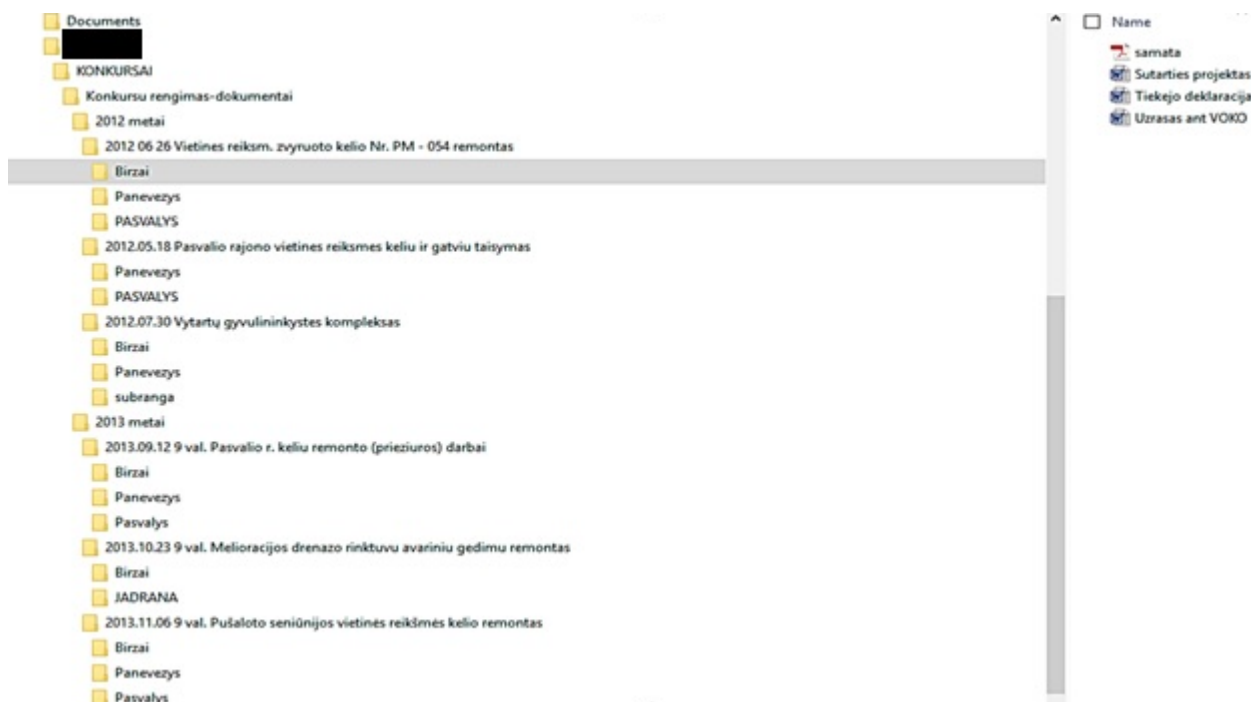 Documents
KONKURSAI
Konkursu rengimas-dokumentai
2012 metai
2012 06 26 Vietines reiksm. zvyruoto kelio Nr. PM - 054 remontas
Birzai
Panevezys
PASVALYS
2012.05.18 Pasvalio rajono vietines reiksmes keliu ir gatviu taisymas
Panevezys
PASVALYS
2012.07.30 Vytartų gyvulininkystes kompleksas
Birzai
Panevezys
subranga
2013 metai
2013.09.12 9 val. Pasvalio r. keliu remonto (prieziuros) darbai
Birzai
Panevezys
Pasvalys
2013.10.23 9 val. Melioracijos drenazo rinktuvu avariniu gedimu remontas
Birzai
JADRANA
2013.11.06 9 val. Pušaloto seniūnijos vietinės reikšmės kelio remontas
Birzai
Panevezys
Pasvalys
Name
samata
Sutarties projektas
Tiekejo deklaracija
Uzrasas ant VOKO